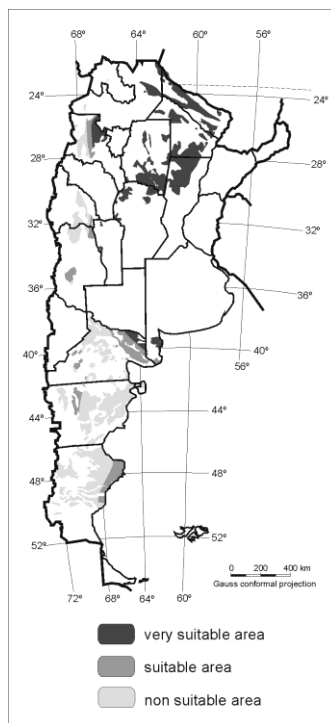 68° 64° 60° 56°
24° 24°
28° 28°
32° 32°
36° 36°
40° 40°
56°
44° 44°
48° 48°
52° 52°
72° 68° 64° 60°
0 200 400 km
Gauss conformal projection
very suitable area
suitable area
non suitable area